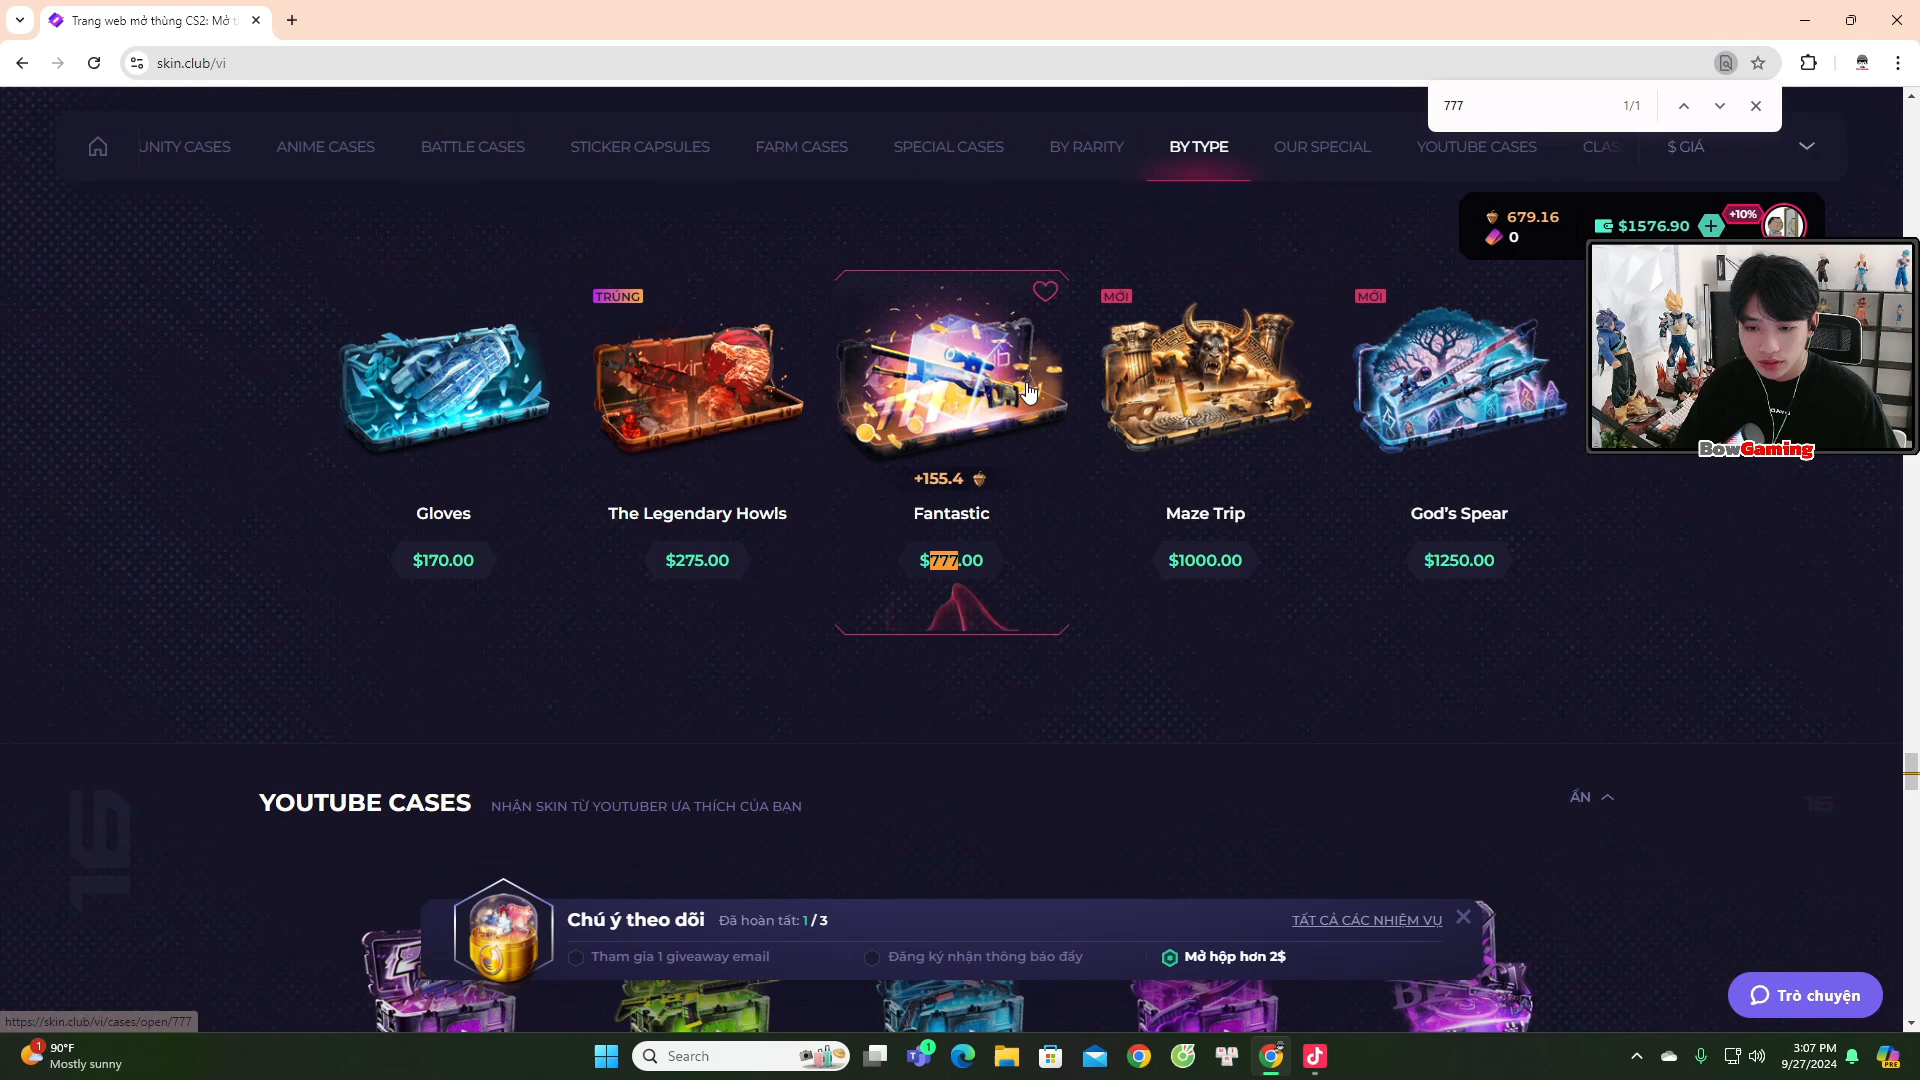 Trang web mở thùng CS2: Mở t
skin.club/vi
777
1/1
UNITY CASES
ANIME CASES
BATTLE CASES
STICKER CAPSULES
FARM CASES
SPECIAL CASES
BY RARITY
BY TYPE
OUR SPECIAL
YOUTUBE CASES
CLAS
$ GIÁ
679.16
0
$1576.90
+10%
TRÚNG
MỚI
MỚI
BowGaming
+155.4
Gloves
The Legendary Howls
Fantastic
Maze Trip
God's Spear
$170.00
$275.00
$777.00
$1000.00
$1250.00
YOUTUBE CASES
NHẬN SKIN TỪ YOUTUBER ƯA THÍCH CỦA BẠN
ẨN
15
15
Chú ý theo dõi
Đã hoàn tất: 1 / 3
TẤT CẢ CÁC NHIỆM VỤ
Tham gia 1 giveaway email
Đăng ký nhận thông báo đẩy
Mở hộp hơn 2$
Trò chuyện
https://skin.club/vi/cases/open/777
1
90°F
Mostly sunny
Search
1
3:07 PM
9/27/2024
PRE